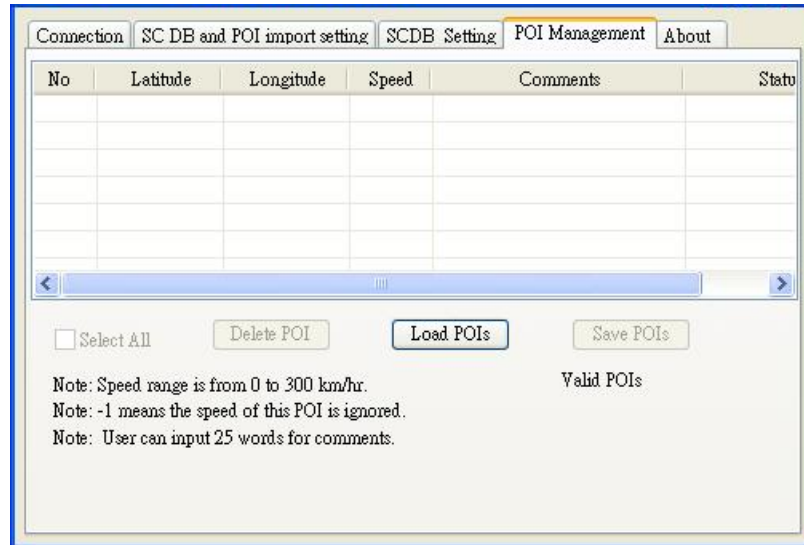 Connection SC DB and POI import setting SCDB Setting POI Management About
No Latitude Longitude Speed Comments Statu
Select All Delete POI Load POIs Save POIs
Note: Speed range is from 0 to 300 km/hr. Valid POIs
Note: -1 means the speed of this POI is ignored.
Note: User can input 25 words for comments.